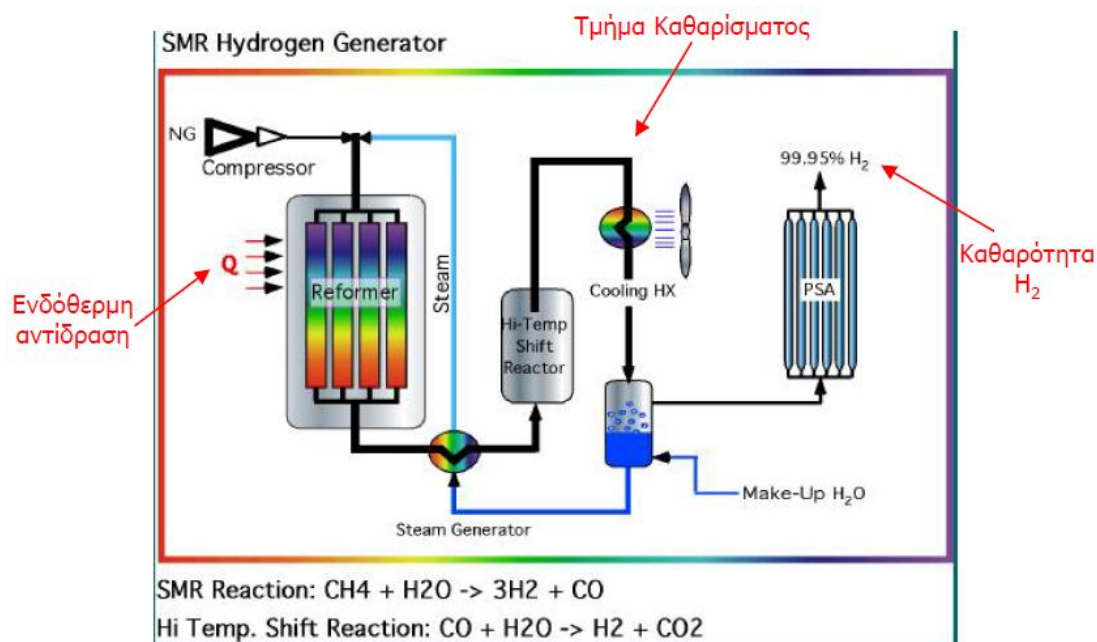 Τμήμα Καθαρίσματος
SMR Hydrogen Generator
NG
Compressor
99.95% H₂
Καθαρότητα
H₂
Q
Reformer
Steam
Cooling HX
PSA
Ενδόθερμη
αντίδραση
Hi-Temp
Shift
Reactor
Make-Up H₂O
Steam Generator
SMR Reaction: CH4 + H2O -> 3H2 + CO
Hi Temp. Shift Reaction: CO + H2O -> H2 + CO2